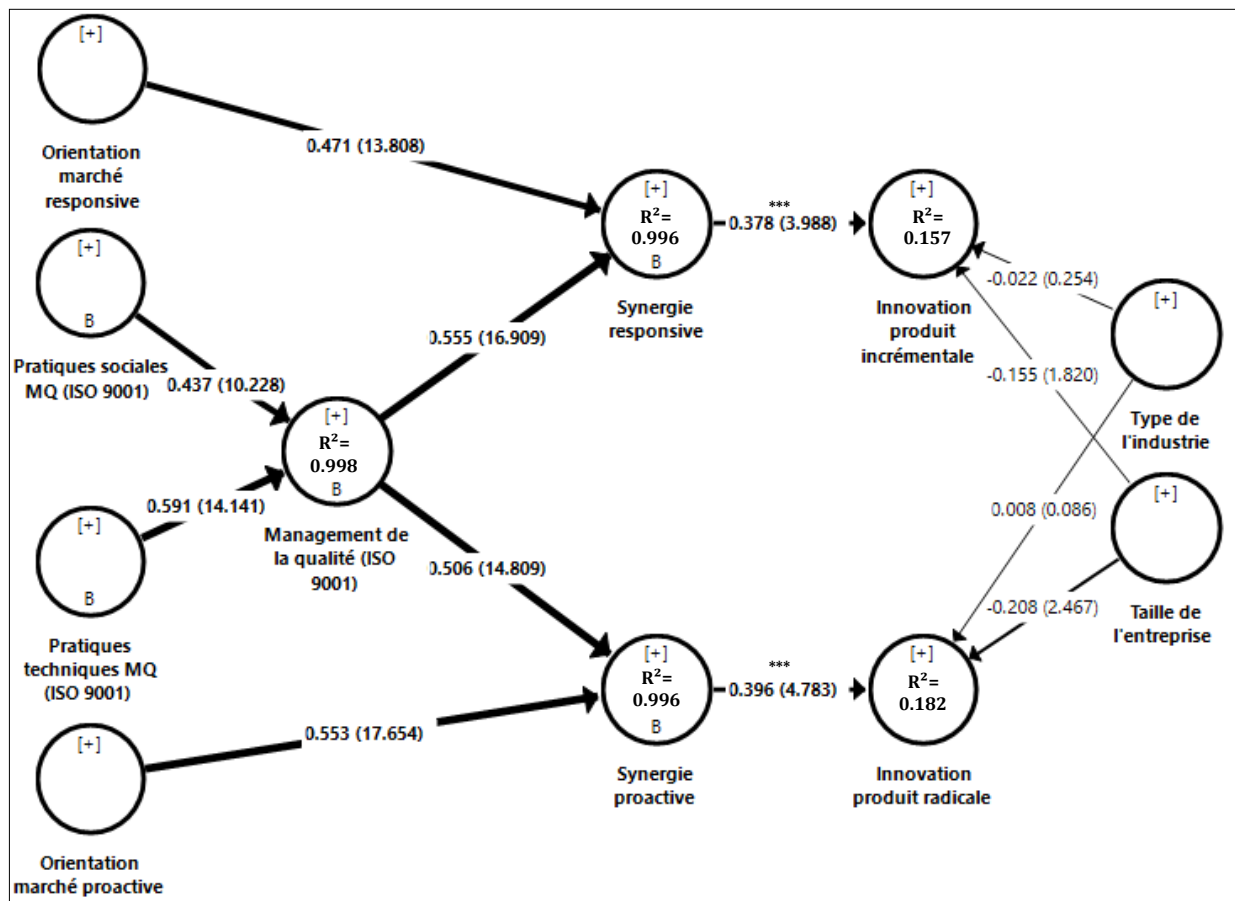 [+]
Orientation
marché
responsive
0.471 (13.808)
[+]
B
Pratiques sociales
MQ (ISO 9001)
0.437 (10.228)
[+]
R²=
0.996
B
Synergie
responsive
***
0.378 (3.988)
[+]
R²=
0.157
Innovation
produit
incrémentale
-0.022 (0.254)
[+]
Type de
l'industrie
0.555 (16.909)
-0.155 (1.820)
[+]
R²=
0.998
B
Management de
la qualité (ISO
9001)
0.591 (14.141)
[+]
B
Pratiques
techniques MQ
(ISO 9001)
0.506 (14.809)
0.008 (0.086)
[+]
Taille de
l'entreprise
-0.208 (2.467)
[+]
R²=
0.996
B
Synergie
proactive
***
0.396 (4.783)
[+]
R²=
0.182
Innovation
produit radicale
0.553 (17.654)
[+]
Orientation
marché proactive